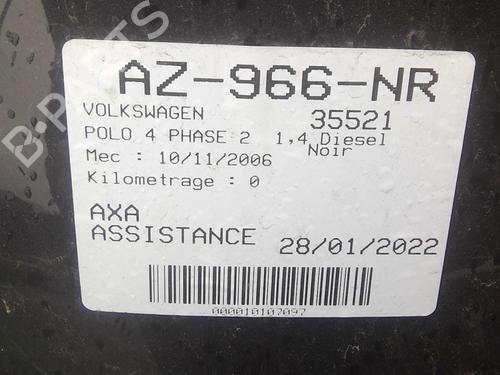 AZ-966-NR
VOLKSWAGEN 35521
POLO 4 PHASE 2 1,4 Diesel
Noir
Mec : 10/11/2006
Kilometrage : 0
AXA
ASSISTANCE 28/01/2022
000010107097
B-Parts